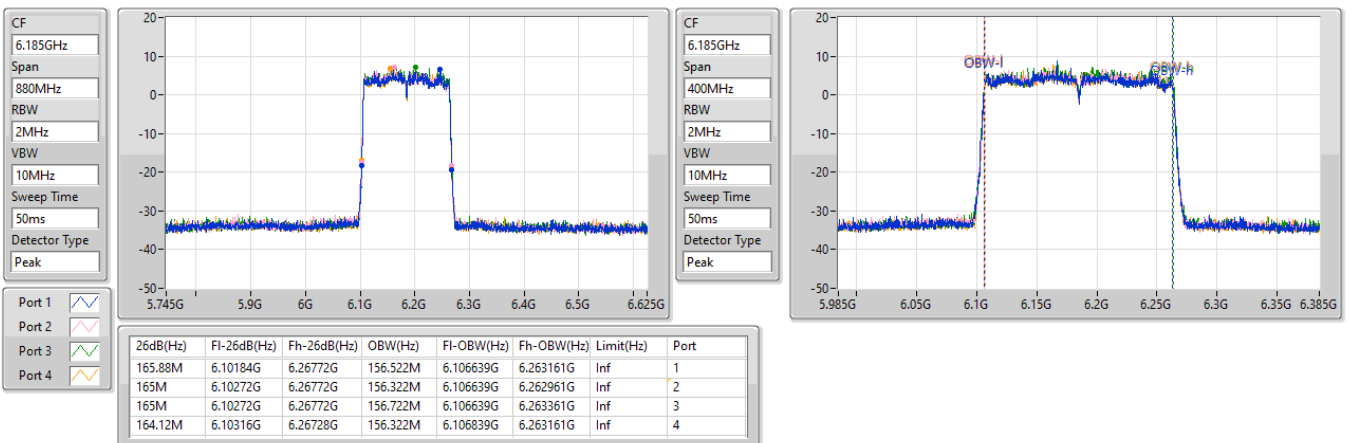 CF
6.185GHz
Span
880MHz
RBW
2MHz
VBW
10MHz
Sweep Time
50ms
Detector Type
Peak
20
10
0
-10
-20
-30
-40
-50
5.745G 5.9G 6G 6.1G 6.2G 6.3G 6.4G 6.5G 6.625G
CF
6.185GHz
Span
400MHz
RBW
2MHz
VBW
10MHz
Sweep Time
50ms
Detector Type
Peak
20
10
0
-10
-20
-30
-40
-50
OBW-l
OBW-h
5.985G 6.05G 6.1G 6.15G 6.2G 6.25G 6.3G 6.35G 6.385G
Port 1
Port 2
Port 3
Port 4
26dB(Hz) Fl-26dB(Hz) Fh-26dB(Hz) OBW(Hz) Fl-OBW(Hz) Fh-OBW(Hz) Limit(Hz) Port
165.88M 6.10184G 6.26772G 156.522M 6.106639G 6.263161G Inf 1
165M 6.10272G 6.26772G 156.322M 6.106639G 6.262961G Inf 2
165M 6.10272G 6.26772G 156.722M 6.106639G 6.263361G Inf 3
164.12M 6.10316G 6.26728G 156.322M 6.106839G 6.263161G Inf 4